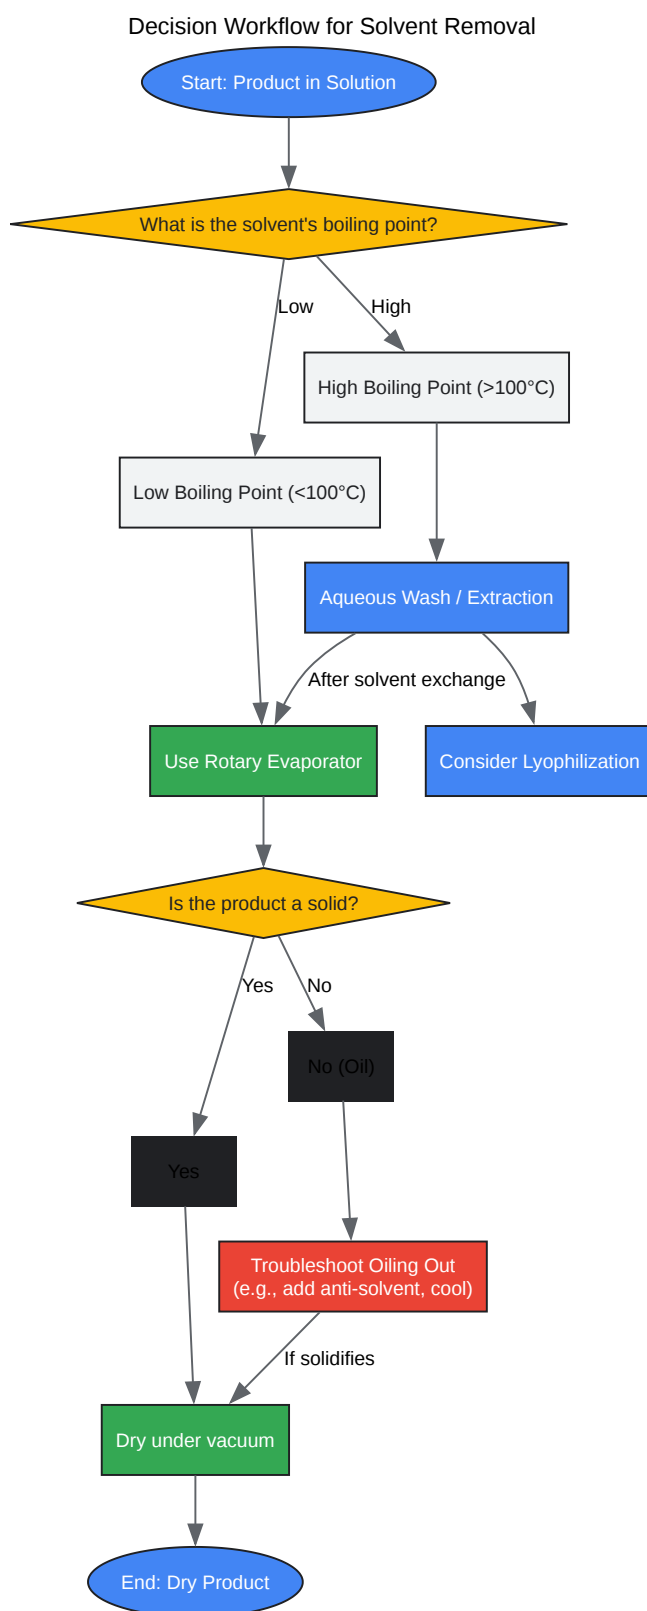 Decision Workflow for Solvent Removal
Start: Product in Solution
What is the solvent's boiling point?
Low
High
High Boiling Point (>100°C)
Low Boiling Point (<100°C)
Aqueous Wash / Extraction
After solvent exchange
Use Rotary Evaporator
Consider Lyophilization
Is the product a solid?
Yes
No
No (Oil)
Yes
Troubleshoot Oiling Out
(e.g., add anti-solvent, cool)
If solidifies
Dry under vacuum
End: Dry Product